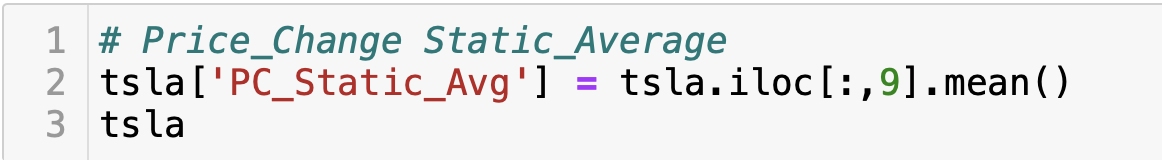 1 # Price_Change Static_Average
2 tsla['PC_Static_Avg'] = tsla.iloc[:,9].mean()
3 tsla